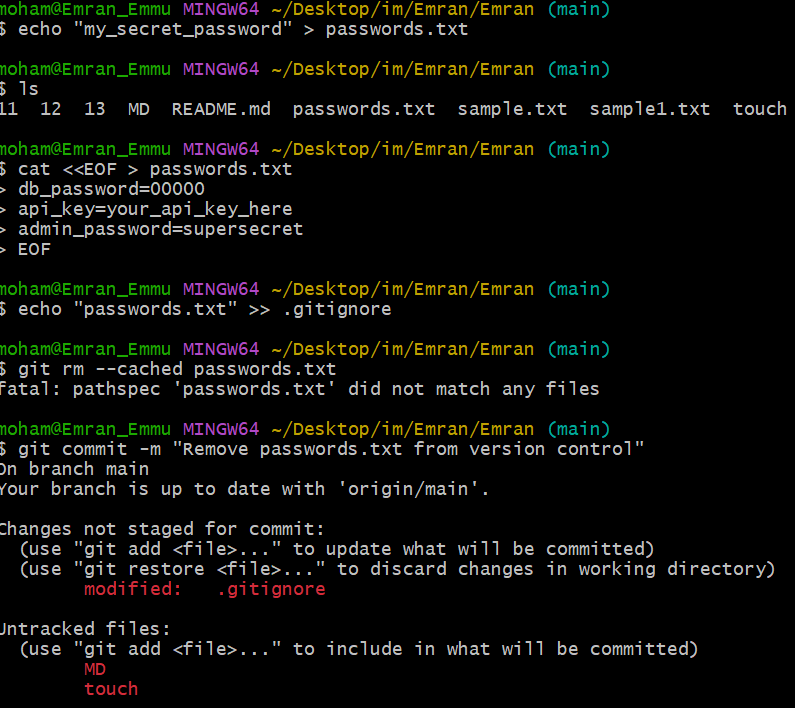 moham@Emran_Emmu MINGW64 ~/Desktop/im/Emran/Emran (main)
$ echo "my_secret_password" > passwords.txt
moham@Emran_Emmu MINGW64 ~/Desktop/im/Emran/Emran (main)
$ ls
11  12  13  MD  README.md  passwords.txt  sample.txt  sample1.txt  touch
moham@Emran_Emmu MINGW64 ~/Desktop/im/Emran/Emran (main)
$ cat <<EOF > passwords.txt
> db_password=00000
> api_key=your_api_key_here
> admin_password=supersecret
> EOF
moham@Emran_Emmu MINGW64 ~/Desktop/im/Emran/Emran (main)
$ echo "passwords.txt" >> .gitignore
moham@Emran_Emmu MINGW64 ~/Desktop/im/Emran/Emran (main)
$ git rm --cached passwords.txt
fatal: pathspec 'passwords.txt' did not match any files
moham@Emran_Emmu MINGW64 ~/Desktop/im/Emran/Emran (main)
$ git commit -m "Remove passwords.txt from version control"
On branch main
Your branch is up to date with 'origin/main'.
Changes not staged for commit:
  (use "git add <file>..." to update what will be committed)
  (use "git restore <file>..." to discard changes in working directory)
        modified:   .gitignore
Untracked files:
  (use "git add <file>..." to include in what will be committed)
        MD
        touch